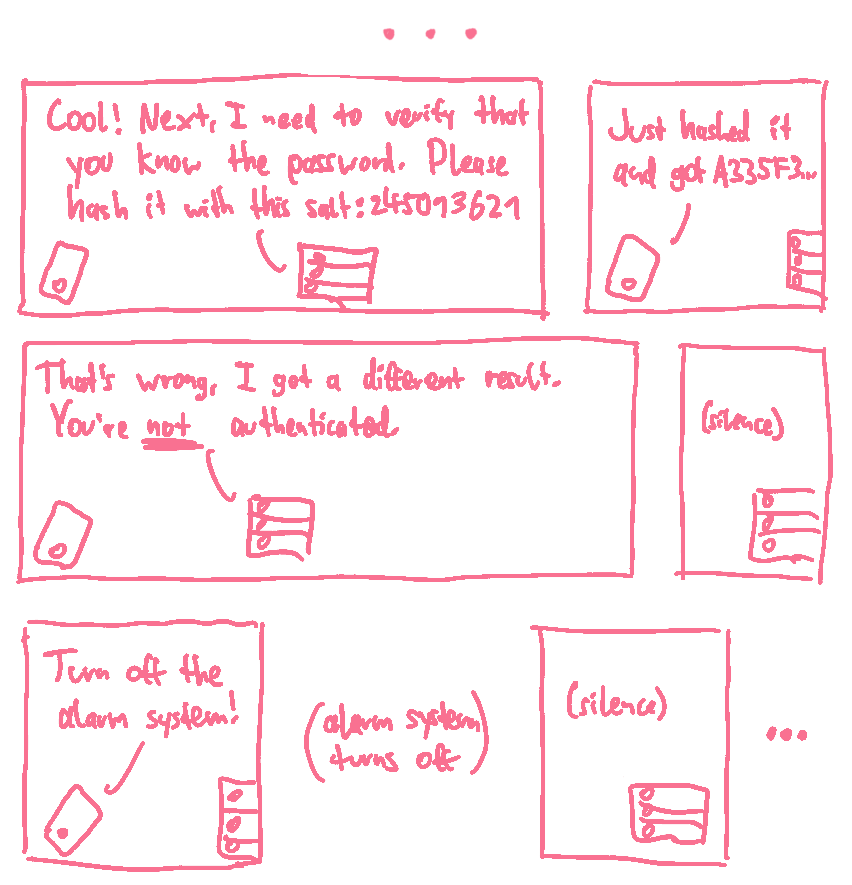 ...
Cool! Next, I need to verify that
you know the password. Please
hash it with this salt: 245013621
Just hashed it
and got A335F3...
That's wrong, I got a different result.
You're not authenticated.
(silence)
Turn off the
alarm system!
(alarm system
turns off)
(silence)
...